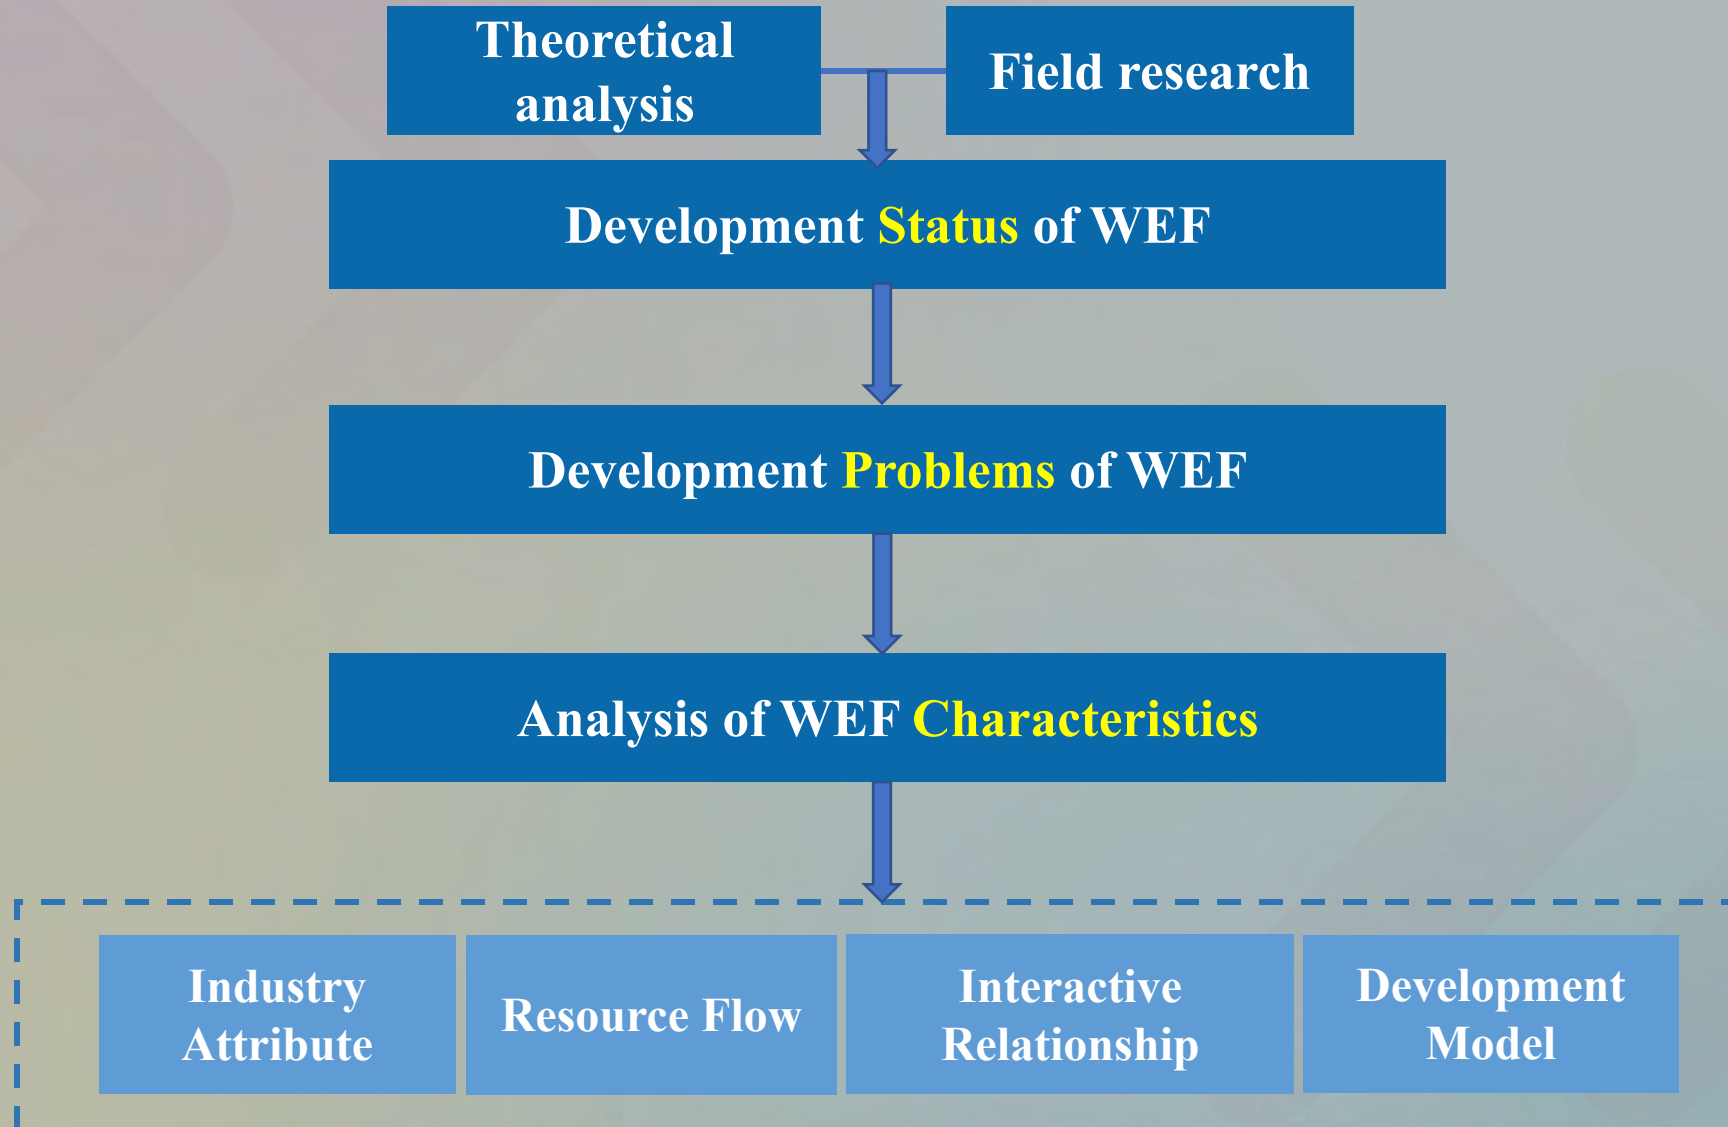 Theoretical
analysis
Field research
Development Status of WEF
Development Problems of WEF
Analysis of WEF Characteristics
Industry
Attribute
Resource Flow
Interactive
Relationship
Development
Model